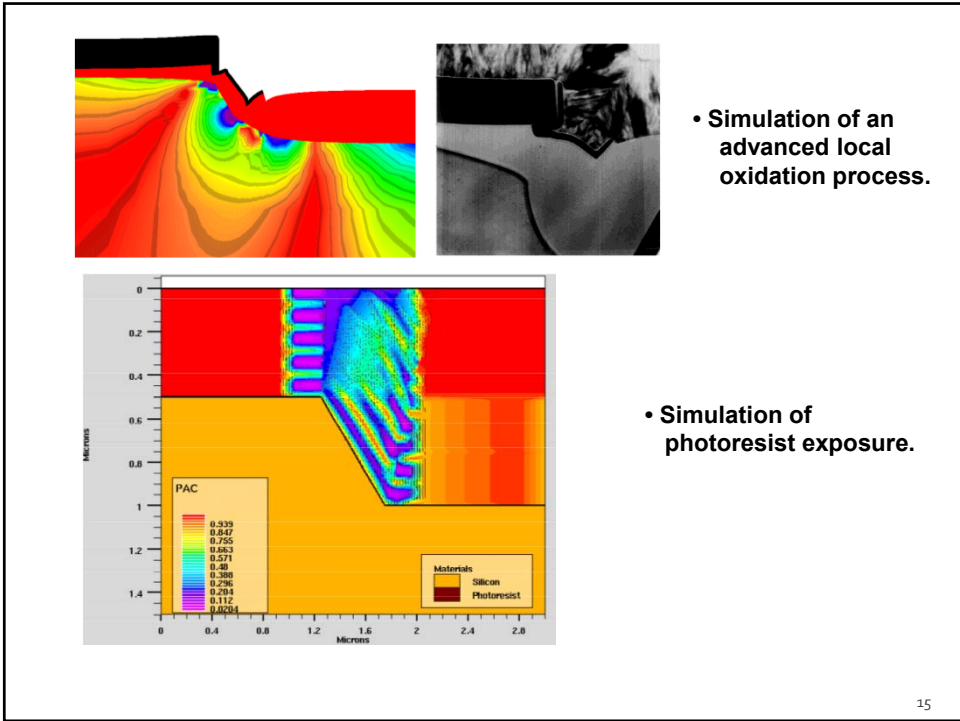 • Simulation of an
advanced local
oxidation process.
0
0.2
0.4
0.6
0.8
1
1.2
1.4
Microns
PAC
0.939
0.847
0.755
0.663
0.571
0.48
0.388
0.296
0.204
0.112
0.0204
Materials
Silicon
Photoresist
0 0.4 0.8 1.2 1.6 2 2.4 2.8
Microns
• Simulation of
photoresist exposure.
15